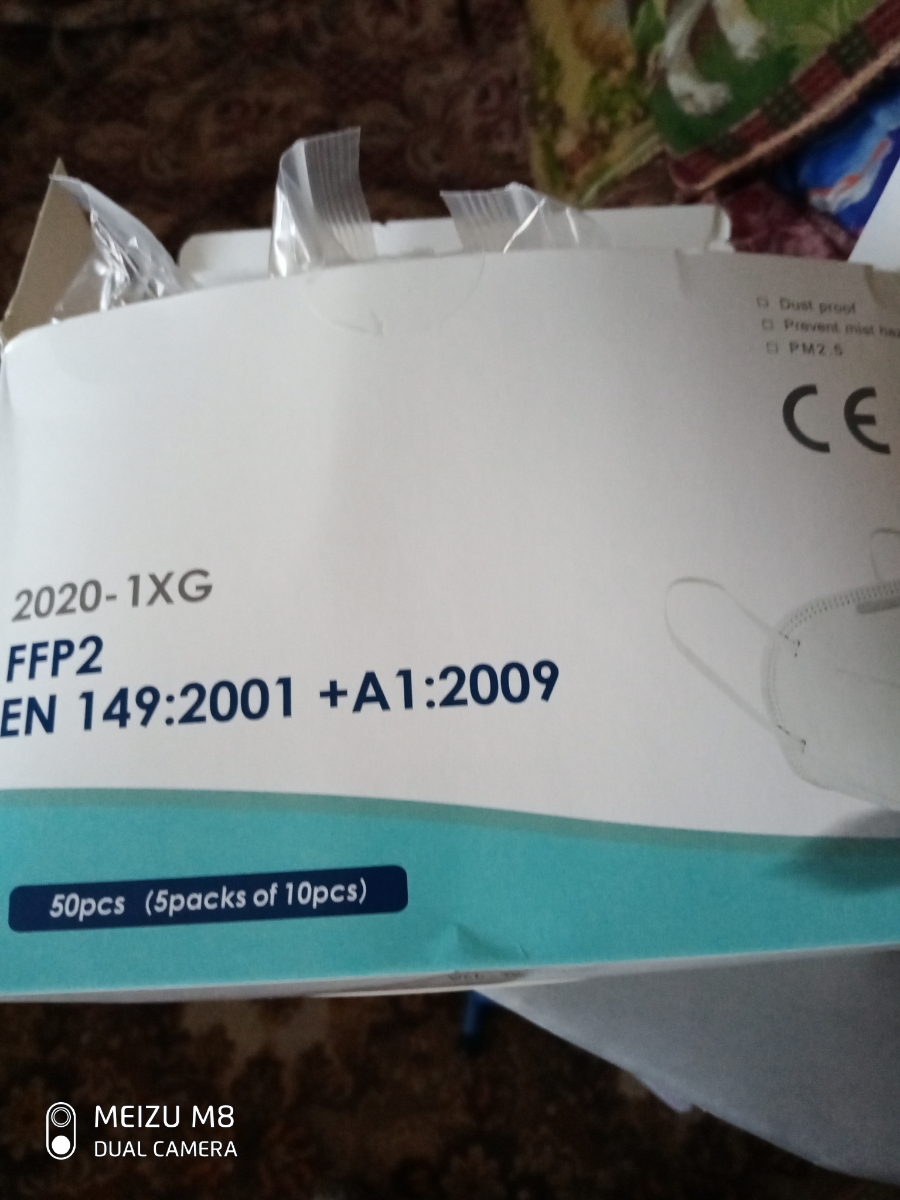 Dust proof
Prevent mist
PM2.5
CE
2020-1XG
FFP2
EN 149:2001 +A1:2009
50pcs (5packs of 10pcs)
MEIZU M8
DUAL CAMERA